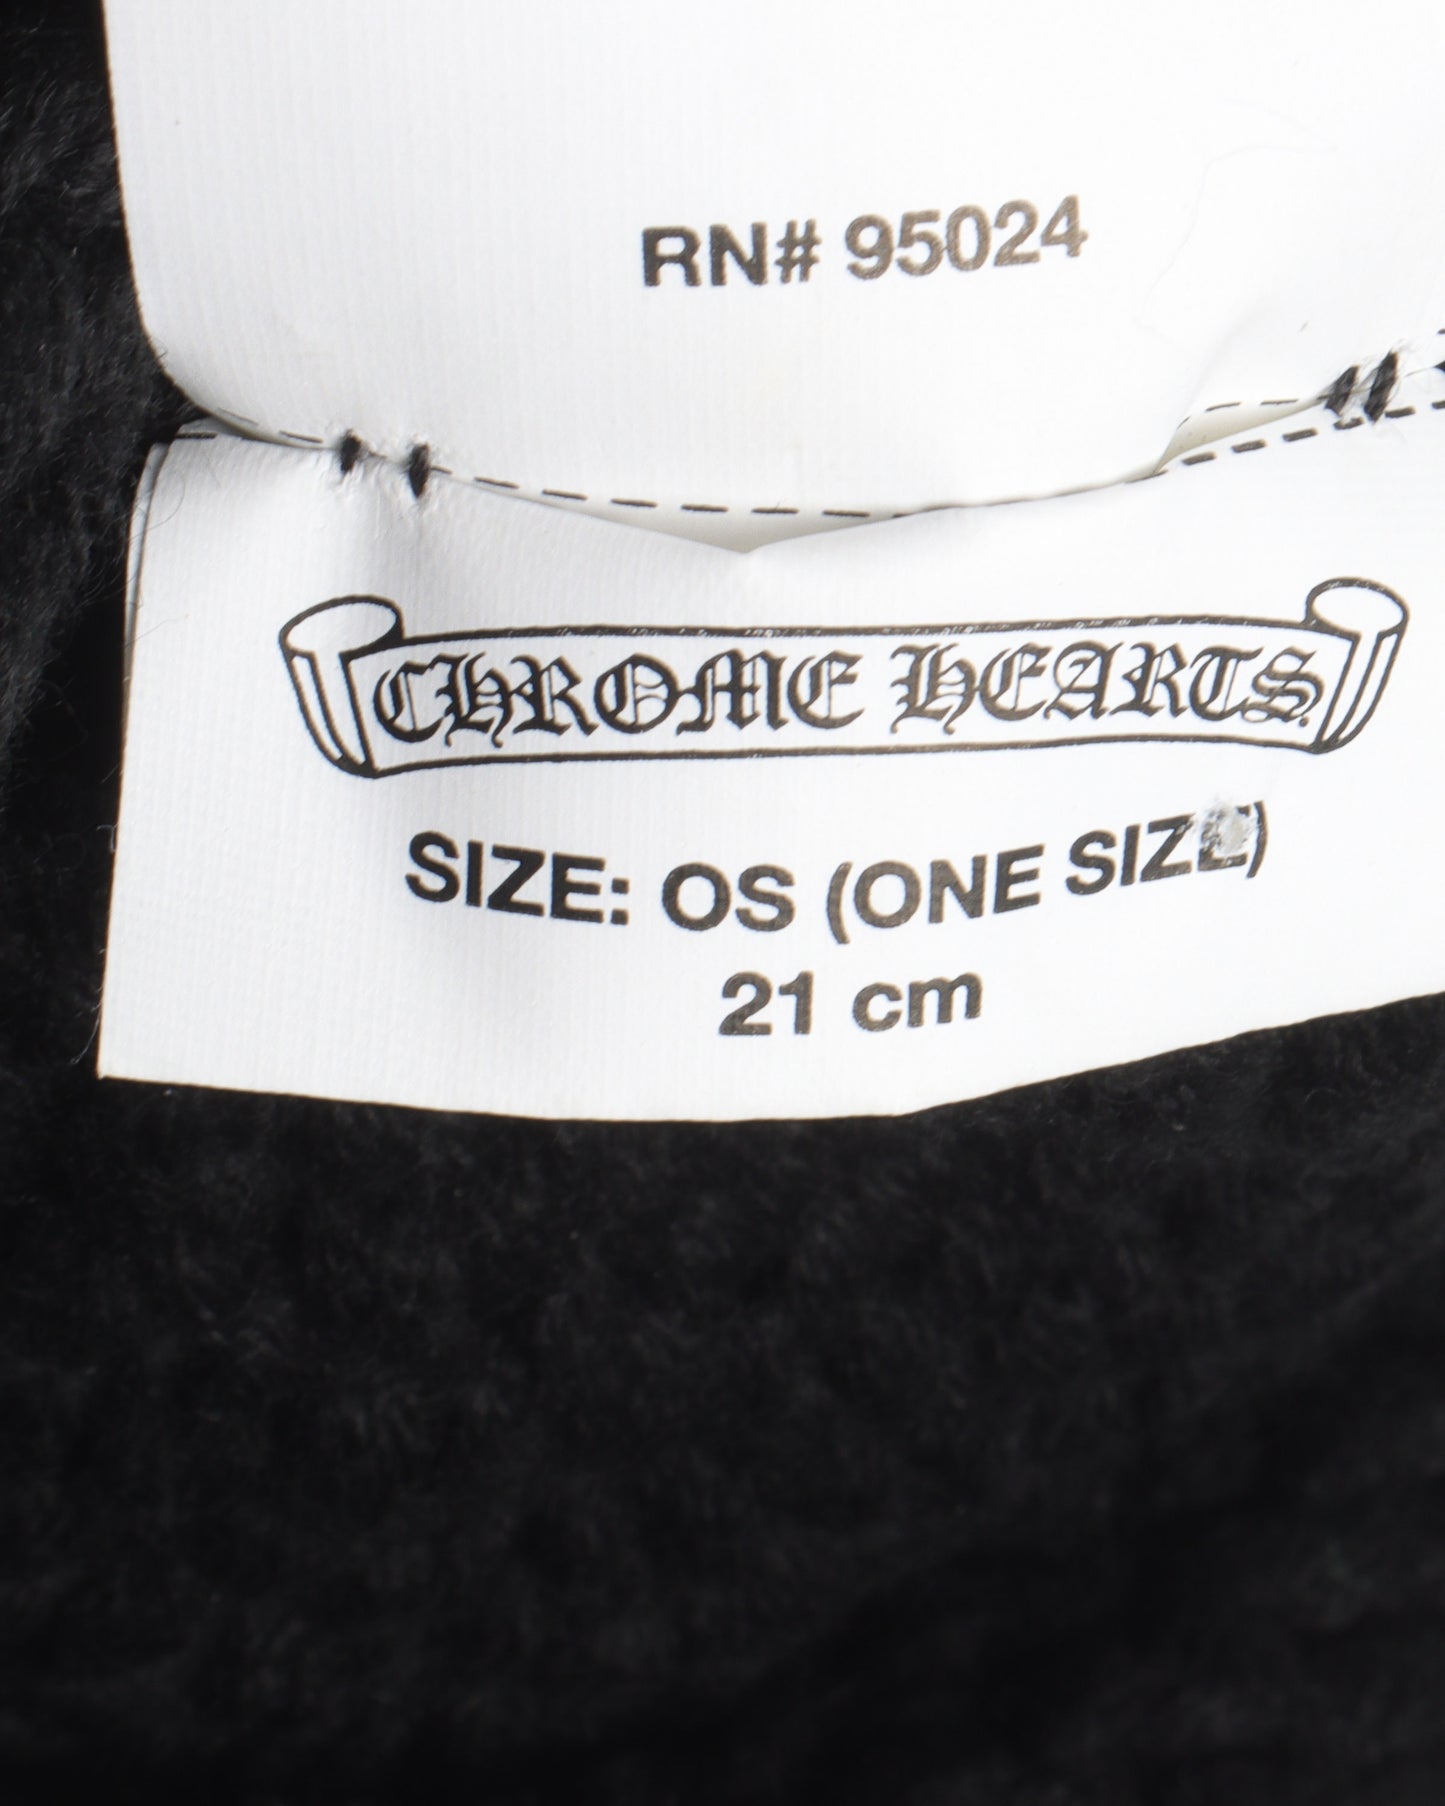 RN# 95024
CHROME HEARTS
SIZE: OS (ONE SIZE)
21 cm